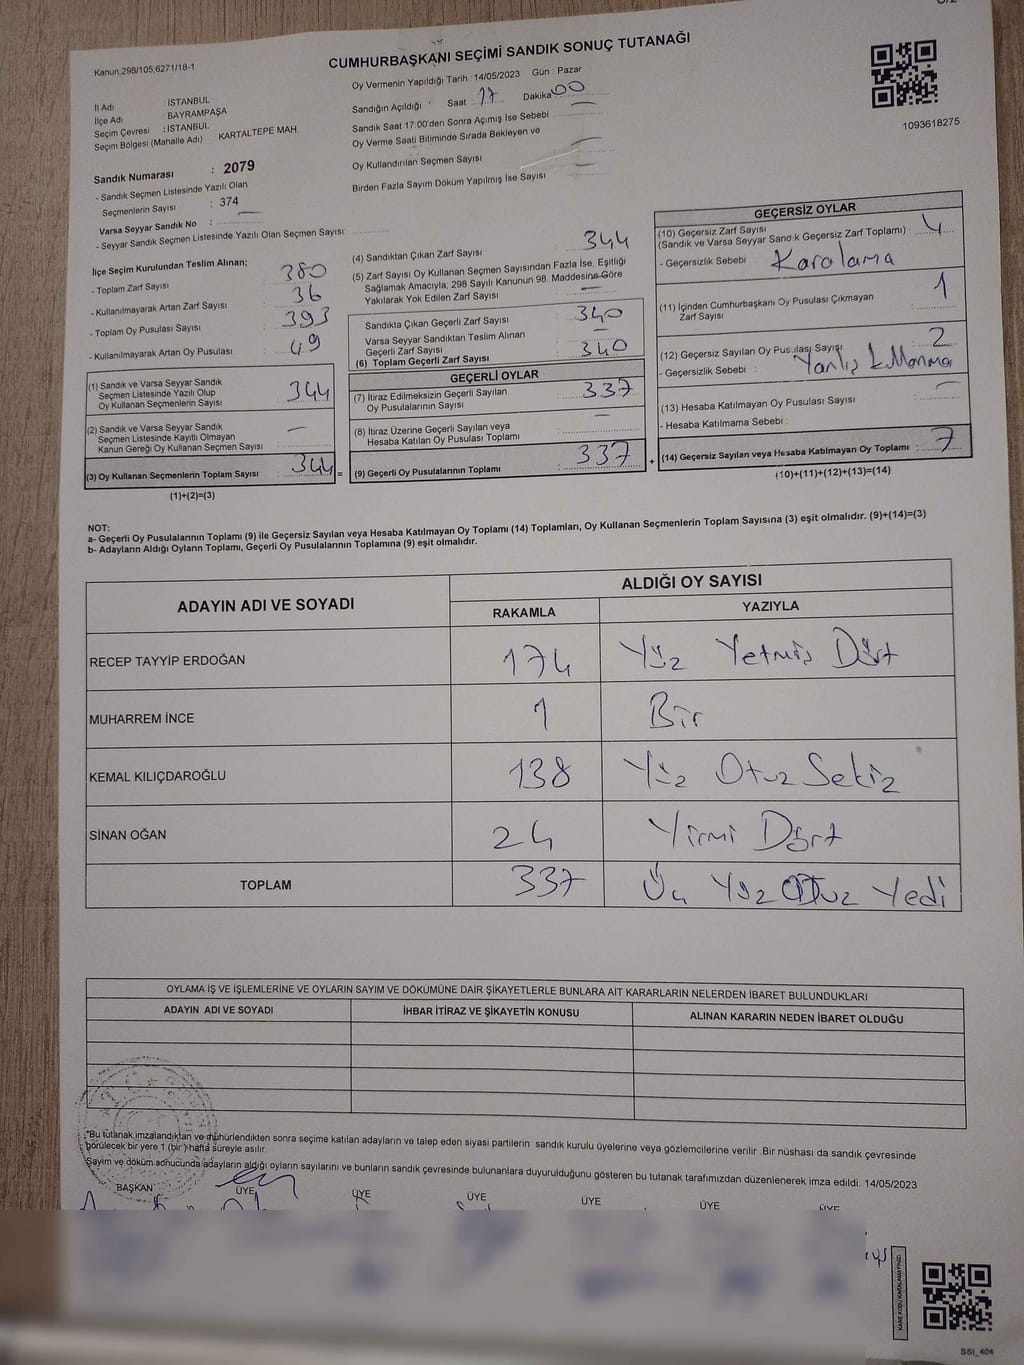 Kanun,298/105,6271/18-1
CUMHURBAŞKANI SEÇİMİ SANDIK SONUÇ TUTANAĞI
Oy Vermenin Yapıldığı Tarih :14/05/2023 Gün : Pazar
İl Adı : İSTANBUL
İlçe Adı BAYRAMPAŞA
Seçim Çevresi : İSTANBUL
Seçim Bölgesi (Mahalle Adı) KARTALTEPE MAH
Sandığın Açıldığı Saat 17 Dakika 00
Sandık Saat 17:00'den Sonra Açımış İse Sebebi
Oy Verme Saati Bitiminde Sırada Bekleyen ve
Oy Kullandırılan Seçmen Sayısı
Birden Fazla Sayım Döküm Yapılmış İse Sayısı
1093618275
Sandık Numarası : 2079
- Sandık Seçmen Listesinde Yazılı Olan
Seçmenlerin Sayısı : 374
Varsa Seyyar Sandık No :
- Seyyar Sandık Seçmen Listesinde Yazılı Olan Seçmen Sayısı
İlçe Seçim Kurulundan Teslim Alınan;
- Toplam Zarf Sayısı 380
- Kullanılmayarak Artan Zarf Sayısı 36
- Toplam Oy Pusulası Sayısı 393
- Kullanılmayarak Artan Oy Pusulası 49
(1) Sandık ve Varsa Seyyar Sandık
Seçmen Listesinde Yazılı Olup
Oy Kullanan Seçmenlerin Sayısı 344
(2) Sandık ve Varsa Seyyar Sandık
Seçmen Listesinde Kayıtlı Olmayan
Kanun Gereği Oy Kullanan Seçmen Sayısı —
(3) Oy Kullanan Seçmenlerin Toplam Sayısı 344 =
(1)+(2)=(3)
(4) Sandıktan Çıkan Zarf Sayısı 344
(5) Zarf Sayısı Oy Kullanan Seçmen Sayısından Fazla İse, Eşitliği
Sağlamak Amacıyla, 298 Sayılı Kanunun 98. Maddesine Göre
Yakılarak Yok Edilen Zarf Sayısı —
Sandıkta Çıkan Geçerli Zarf Sayısı 340
Varsa Seyyar Sandıktan Teslim Alınan
Geçerli Zarf Sayısı —
(6) Toplam Geçerli Zarf Sayısı 340
GEÇERLİ OYLAR
(7) İtiraz Edilmeksizin Geçerli Sayılan
Oy Pusulalarının Sayısı 337
(8) İtiraz Üzerine Geçerli Sayılan veya
Hesaba Katılan Oy Pusulası Toplamı —
(9) Geçerli Oy Pusulalarının Toplamı 337 +
GEÇERSİZ OYLAR
(10) Geçersiz Zarf Sayısı
(Sandık ve Varsa Seyyar Sandık Geçersiz Zarf Toplamı) : 4
- Geçersizlik Sebebi Karalama
(11) İçinden Cumhurbaşkanı Oy Pusulası Çıkmayan
Zarf Sayısı 1
(12) Geçersiz Sayılan Oy Pusulası Sayısı 2
- Geçersizlik Sebebi : Yanlış
(13) Hesaba Katılmayan Oy Pusulası Sayısı —
- Hesaba Katılmama Sebebi
(14) Geçersiz Sayılan veya Hesaba Katılmayan Oy Toplamı : 7
(10)+(11)+(12)+(13)=(14)
NOT:
a- Geçerli Oy Pusulalarının Toplamı (9) ile Geçersiz Sayılan veya Hesaba Katılmayan Oy Toplamı (14) Toplamları, Oy Kullanan Seçmenlerin Toplam Sayısına (3) eşit olmalıdır. (9)+(14)=(3)
b- Adayların Aldığı Oyların Toplamı, Geçerli Oy Pusulalarının Toplamına (9) eşit olmalıdır.
ADAYIN ADI VE SOYADI ALDIĞI OY SAYISI
RAKAMLA YAZIYLA
RECEP TAYYİP ERDOĞAN 174 Yüz Yetmiş Dört
MUHARREM İNCE 1 Bir
KEMAL KILIÇDAROĞLU 138 Yüz Otuz Sekiz
SİNAN OĞAN 24 Yirmi Dört
TOPLAM 337 Üç Yüz Otuz Yedi
OYLAMA İŞ VE İŞLEMLERİNE VE OYLARIN SAYIM VE DÖKÜMÜNE DAİR ŞİKAYETLERLE BUNLARA AİT KARARLARIN NELERDEN İBARET BULUNDUKLARI
ADAYIN ADI VE SOYADI İHBAR İTİRAZ VE ŞİKAYETİN KONUSU ALINAN KARARIN NEDEN İBARET OLDUĞU
*Bu tutanak imzalandıktan ve mühürlendikten sonra seçime katılan adayların ve talep eden siyasi partilerin sandık kurulu üyelerine veya gözlemcilerine verilir .Bir nüshası da sandık çevresinde
görülecek bir yere 1 (bir ) hafta süreyle asılır.
Sayım ve döküm sonucunda adayların aldığı oyların sayılarını ve bunların sandık çevresinde bulunanlara duyurulduğunu gösteren bu tutanak tarafımızdan düzenlenerek imza edildi. 14/05/2023
BAŞKAN ÜYE ÜYE ÜYE ÜYE ÜYE ÜYE
KARE KODU KARALAMAYINIZ!
SSI_404